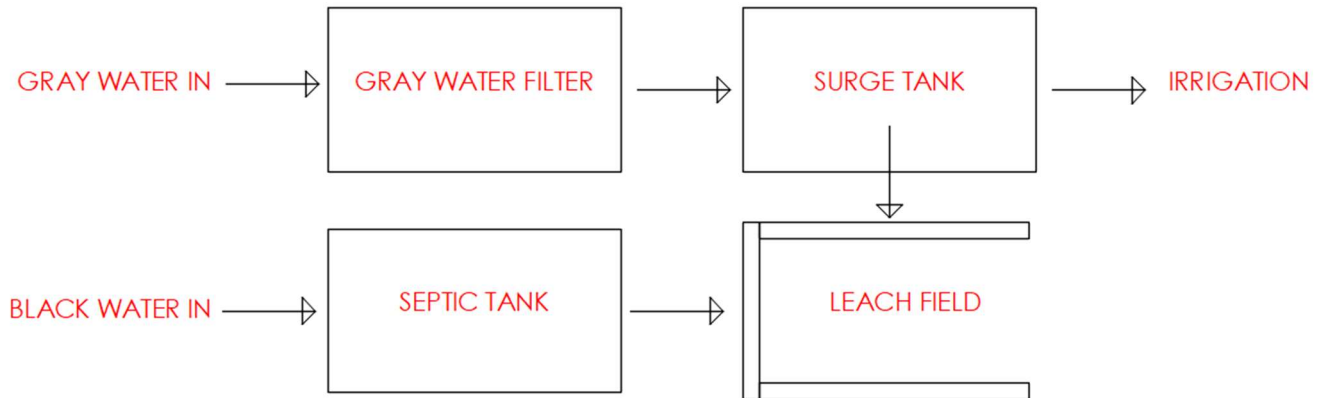 GRAY WATER IN
GRAY WATER FILTER
SURGE TANK
IRRIGATION
BLACK WATER IN
SEPTIC TANK
LEACH FIELD